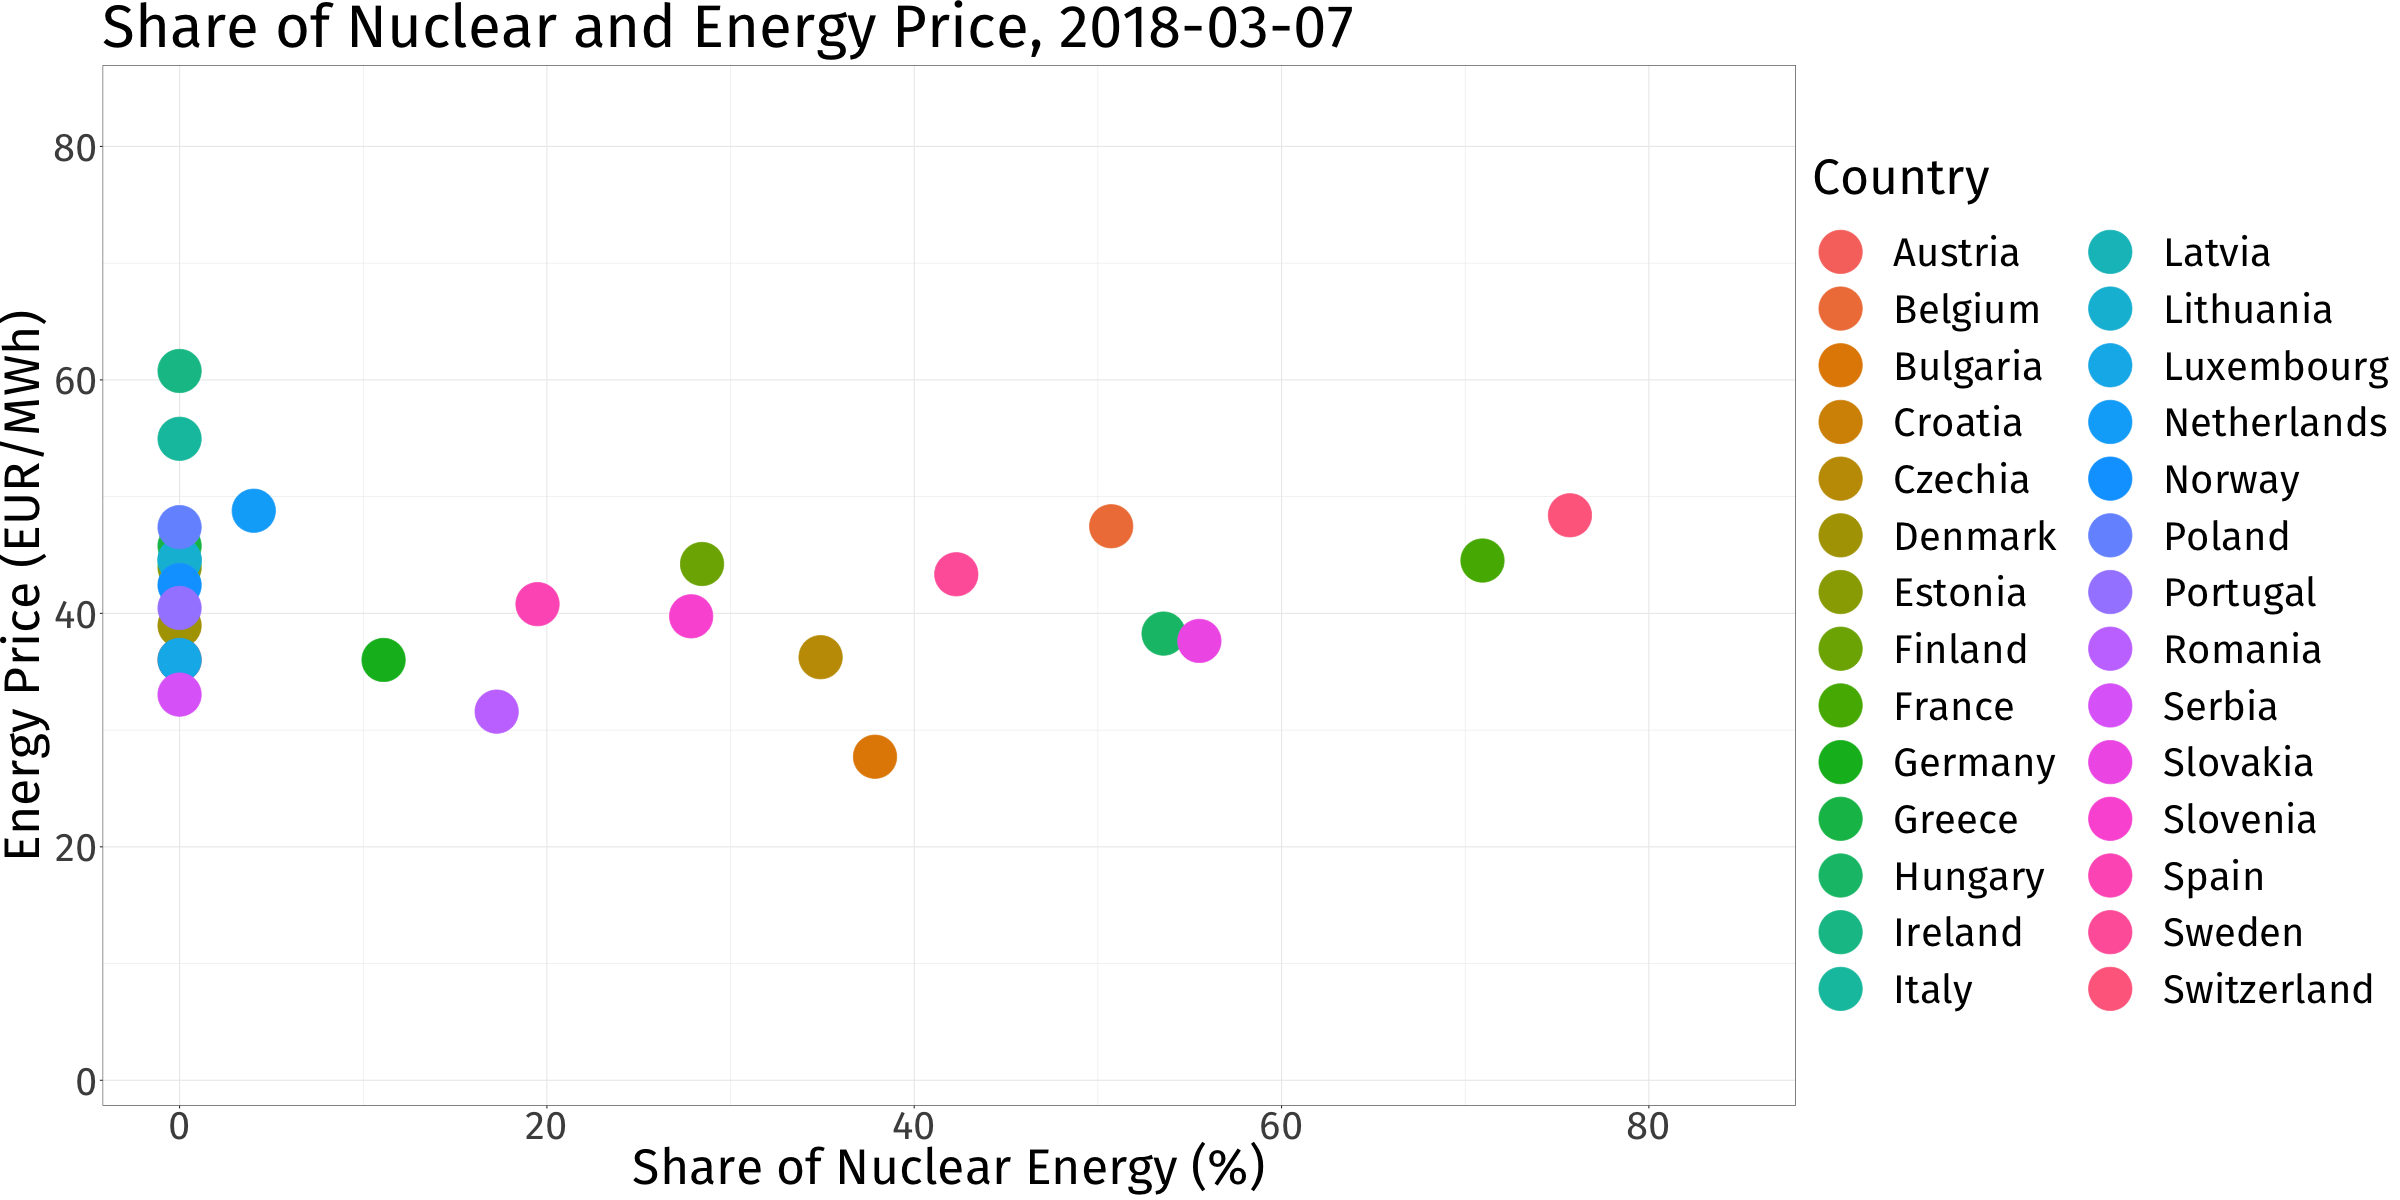 Share of Nuclear and Energy Price, 2018-03-07
Energy Price (EUR/MWh)
80
60
40
20
0
0 20 40 60 80
Share of Nuclear Energy (%)
Country
Austria
Belgium
Bulgaria
Croatia
Czechia
Denmark
Estonia
Finland
France
Germany
Greece
Hungary
Ireland
Italy
Latvia
Lithuania
Luxembourg
Netherlands
Norway
Poland
Portugal
Romania
Serbia
Slovakia
Slovenia
Spain
Sweden
Switzerland